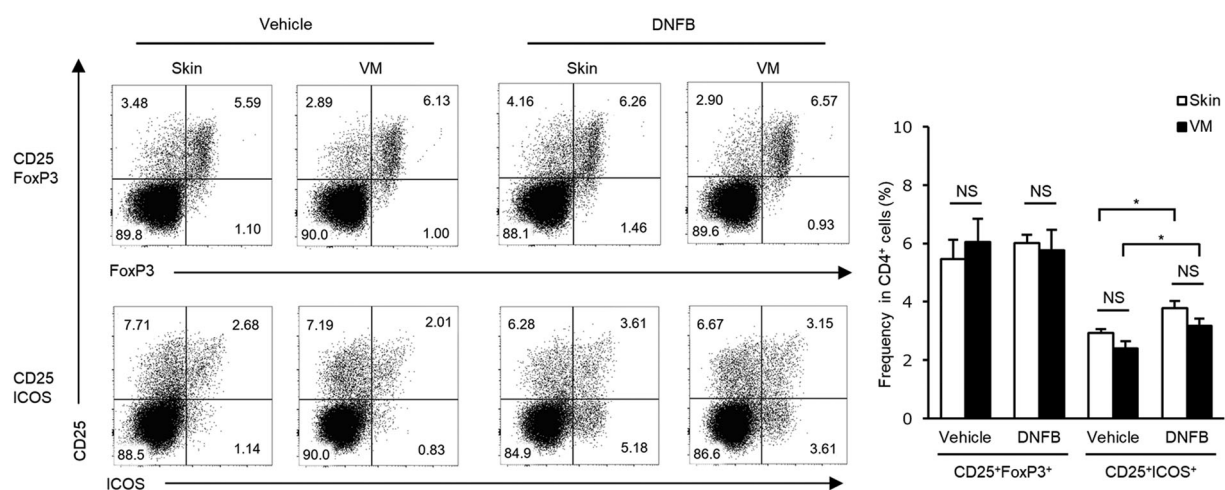 Vehicle
DNFB
Skin
VM
Skin
VM
CD25
FoxP3
3.48
5.59
89.8
1.10
2.89
6.13
90.0
1.00
4.16
6.26
88.1
1.46
2.90
6.57
89.6
0.93
FoxP3
CD25
ICOS
7.71
2.68
88.5
1.14
7.19
2.01
90.0
0.83
6.28
3.61
84.9
5.18
6.67
3.15
86.6
3.61
CD25
ICOS
Skin
VM
Frequency in CD4⁺ cells (%)
10
8
6
4
2
0
NS
NS
*
*
NS
NS
Vehicle
DNFB
Vehicle
DNFB
CD25⁺FoxP3⁺
CD25⁺ICOS⁺